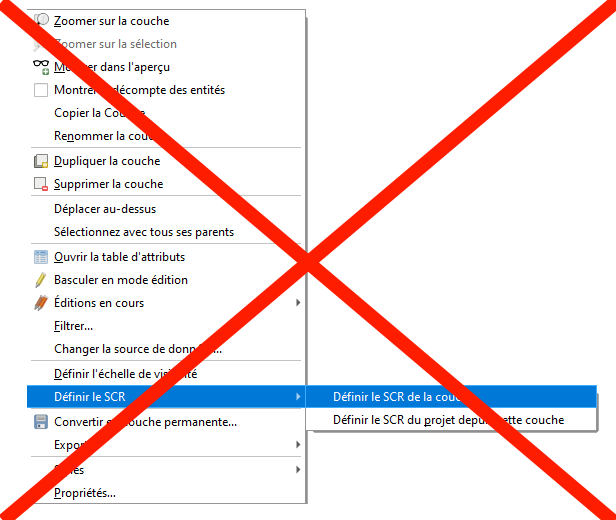 Zoomer sur la couche
Zoomer sur la sélection
Montrer dans l'aperçu
Montrer le décompte des entités
Copier la Couche
Renommer la couche
Dupliquer la couche
Supprimer la couche
Déplacer au-dessus
Sélectionnez avec tous ses parents
Ouvrir la table d'attributs
Basculer en mode édition
Éditions en cours
Filtrer...
Changer la source de données...
Définir l'échelle de visibilité
Définir le SCR
Définir le SCR de la couche
Définir le SCR du projet depuis cette couche
Convertir en couche permanente...
Exporter
Styles
Propriétés...